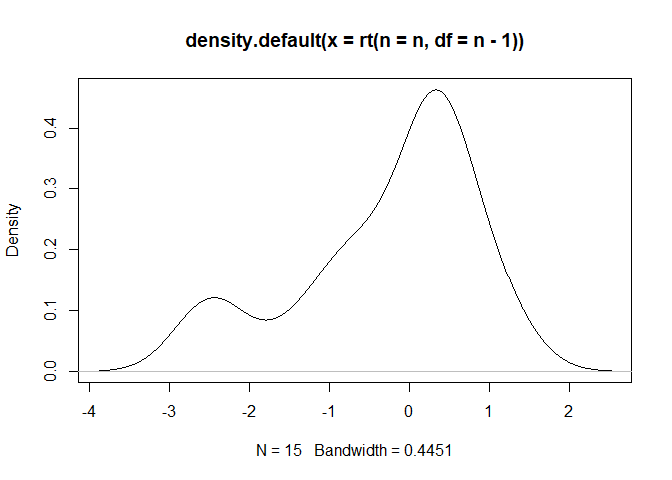 density.default(x = rt(n = n, df = n - 1))
Density
0.0 0.1 0.2 0.3 0.4
-4 -3 -2 -1 0 1 2
N = 15 Bandwidth = 0.4451